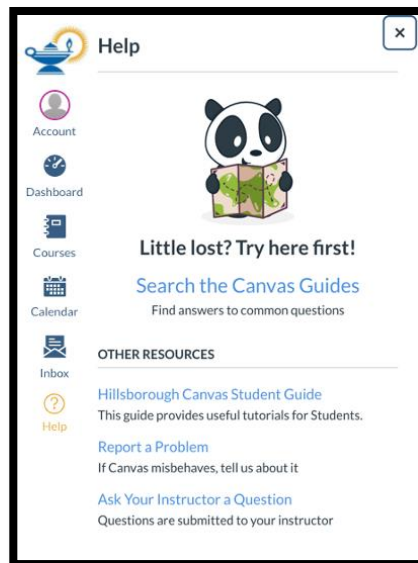 Help
×
Account
Dashboard
Courses
Calendar
Inbox
Help
Little lost? Try here first!
Search the Canvas Guides
Find answers to common questions
OTHER RESOURCES
Hillsborough Canvas Student Guide
This guide provides useful tutorials for Students.
Report a Problem
If Canvas misbehaves, tell us about it
Ask Your Instructor a Question
Questions are submitted to your instructor